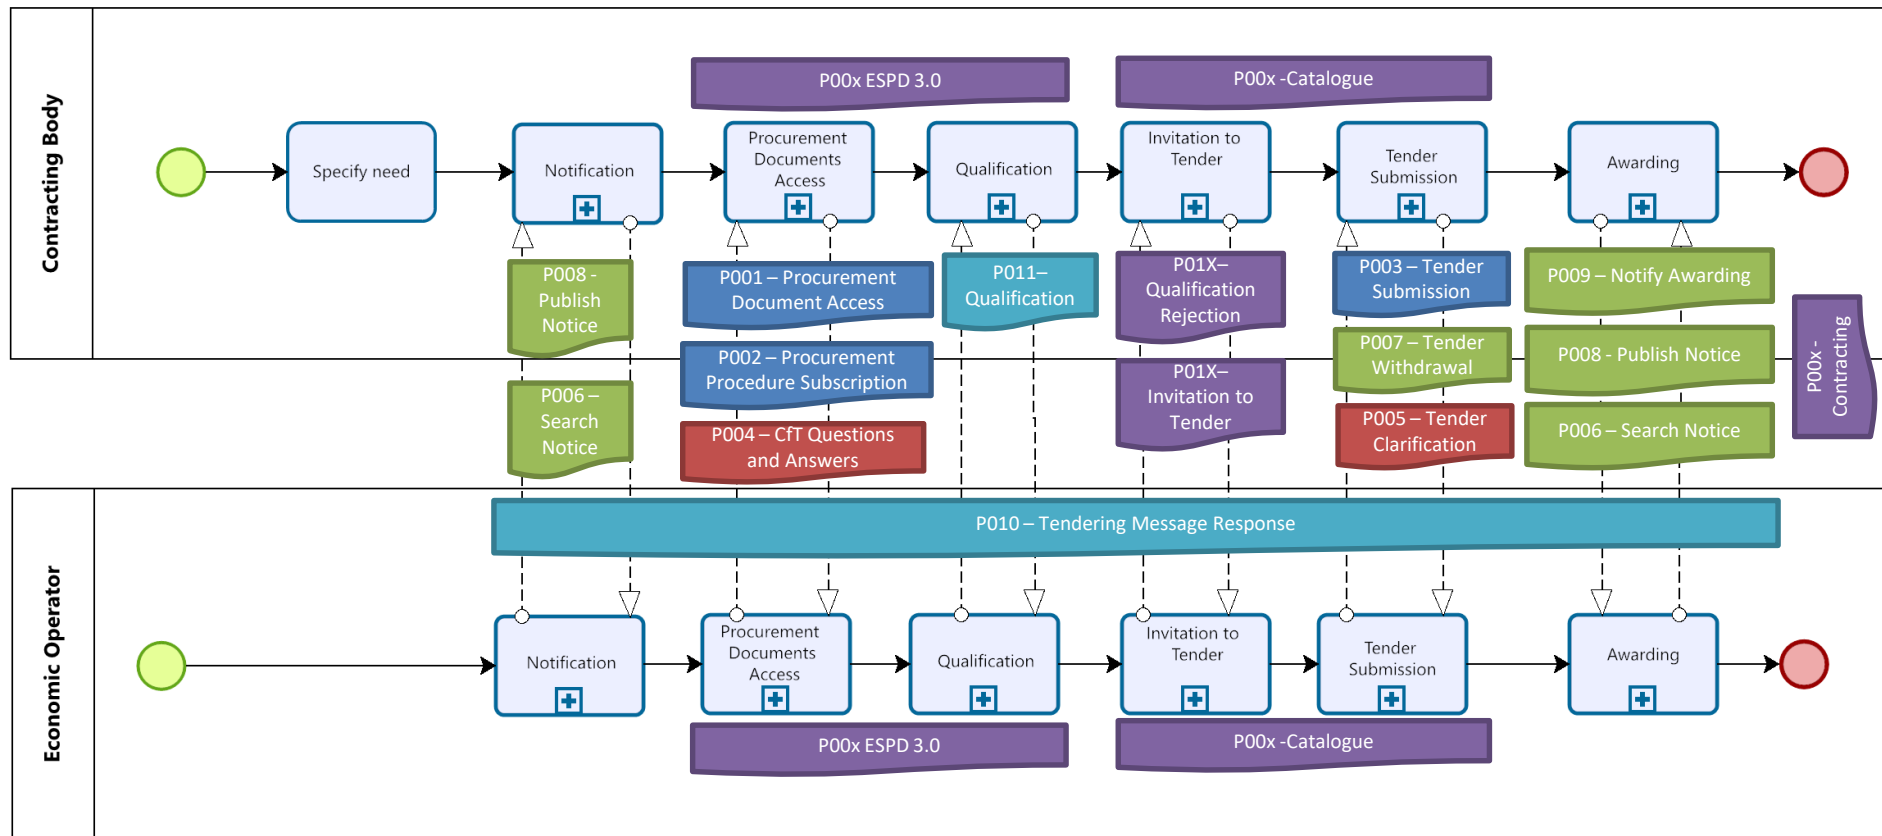 Contracting Body
P00x ESPD 3.0
P00x -Catalogue
Specify need
Notification
Procurement
Documents
Access
Qualification
Invitation to
Tender
Tender
Submission
Awarding
P008 -
Publish
Notice
P006 –
Search
Notice
P001 – Procurement
Document Access
P002 – Procurement
Procedure Subscription
P004 – CfT Questions
and Answers
P011–
Qualification
P01X–
Qualification
Rejection
P01X–
Invitation to
Tender
P003 – Tender
Submission
P007 – Tender
Withdrawal
P005 – Tender
Clarification
P009 – Notify Awarding
P008 - Publish Notice
P006 – Search Notice
P00x -
Contracting
P010 – Tendering Message Response
Economic Operator
Notification
Procurement
Documents
Access
Qualification
Invitation to
Tender
Tender
Submission
Awarding
P00x ESPD 3.0
P00x -Catalogue